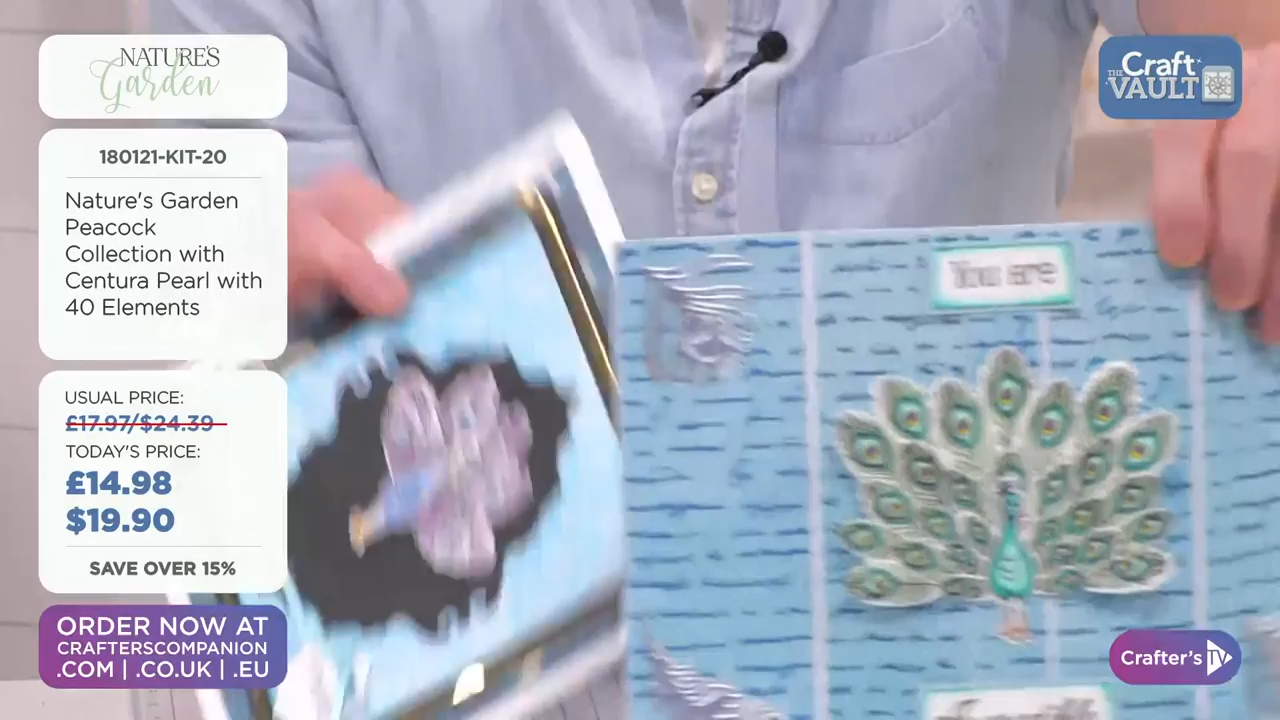 NATURE'S
Garden
180121-KIT-20
Nature's Garden
Peacock
Collection with
Centura Pearl with
40 Elements
USUAL PRICE:
£17.97/$24.39
TODAY'S PRICE:
£14.98
$19.90
SAVE OVER 15%
ORDER NOW AT
CRAFTERSCOMPANION
.COM | .CO.UK | .EU
THE Craft
VAULT
You are
Crafter's TV